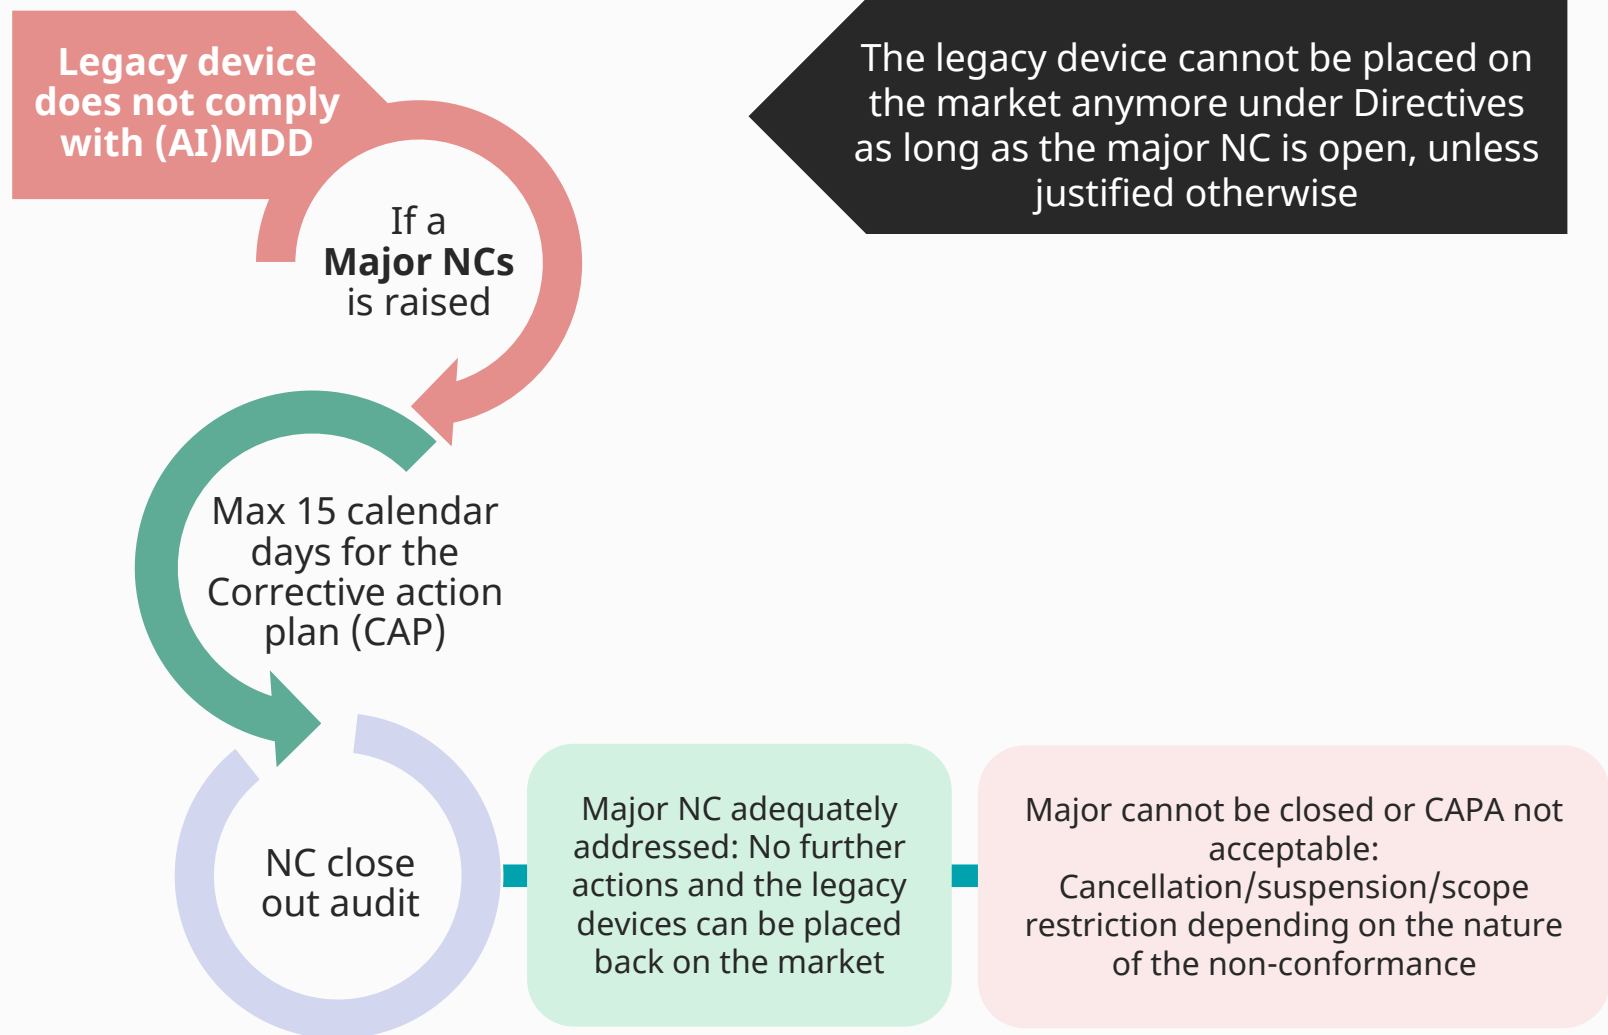 Legacy device
does not comply
with (AI)MDD
The legacy device cannot be placed on
the market anymore under Directives
as long as the major NC is open, unless
justified otherwise
If a
Major NCs
is raised
Max 15 calendar
days for the
Corrective action
plan (CAP)
NC close
out audit
Major NC adequately
addressed: No further
actions and the legacy
devices can be placed
back on the market
Major cannot be closed or CAPA not
acceptable:
Cancellation/suspension/scope
restriction depending on the nature
of the non-conformance